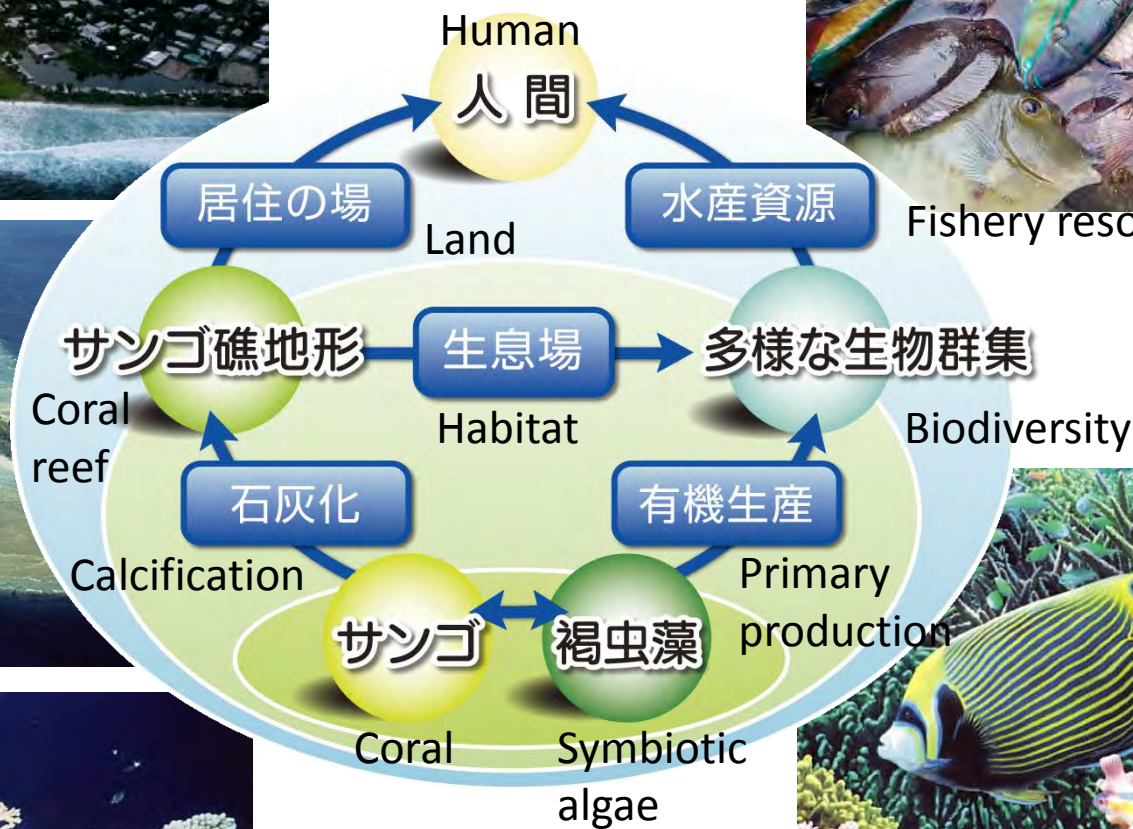 Human
人間
居住の場
水産資源
Land
Fishery
サンゴ礁地形
生息場
多様な生物群集
Coral
reef
Habitat
Biodiversity
石灰化
有機生産
Calcification
Primary
production
サンゴ
褐虫藻
Coral
Symbiotic
algae